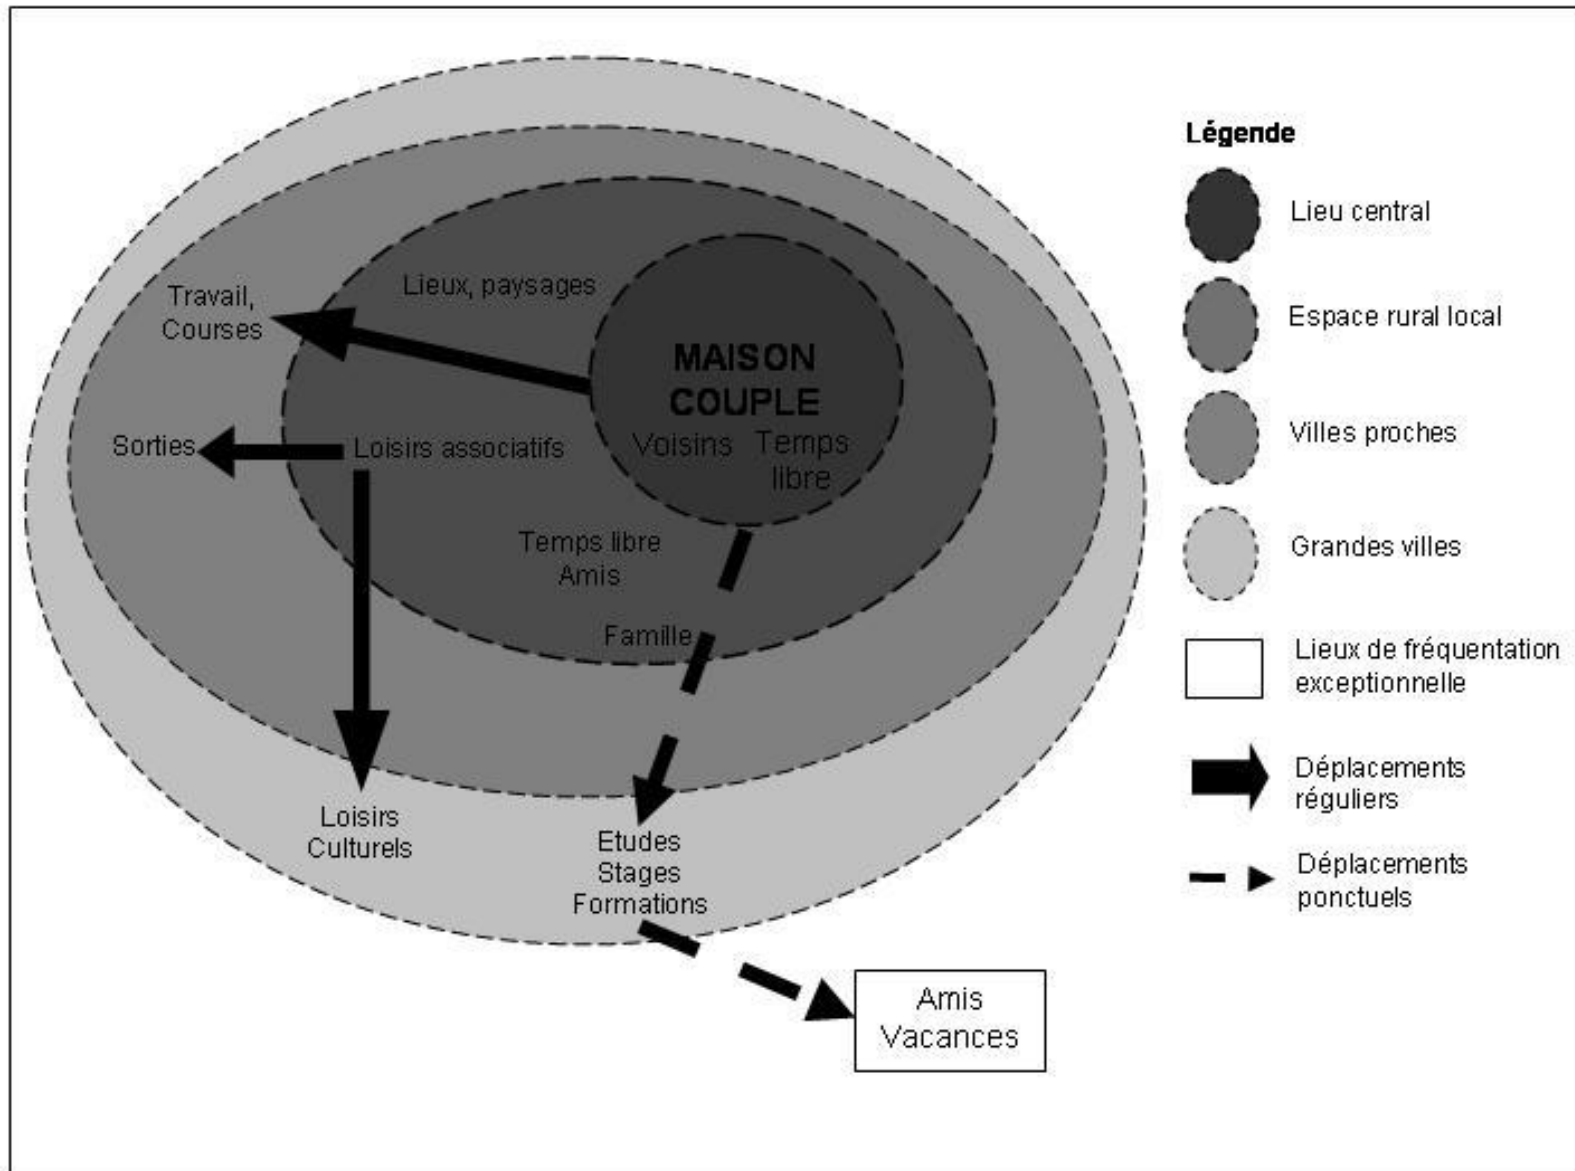 Travail,
Courses
Lieux, paysages
MAISON
COUPLE
Voisins Temps
libre
Sorties
Loisirs associatifs
Temps libre
Amis
Famille
Loisirs
Culturels
Etudes
Stages
Formations
Amis
Vacances
Légende
Lieu central
Espace rural local
Villes proches
Grandes villes
Lieux de fréquentation
exceptionnelle
Déplacements
réguliers
Déplacements
ponctuels